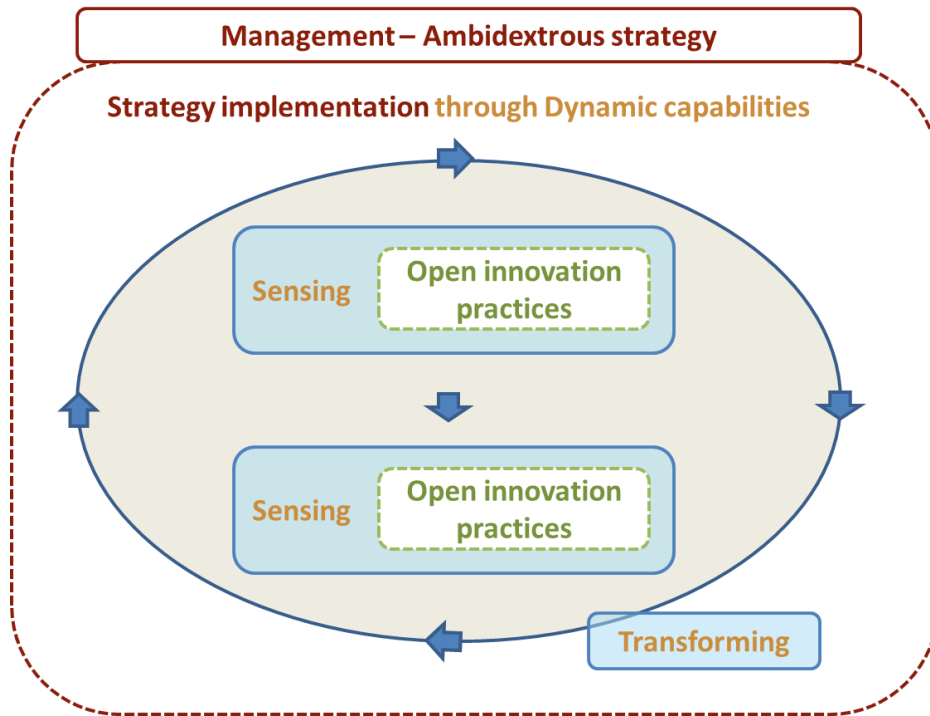 Management – Ambidextrous strategy
Strategy implementation through Dynamic capabilities
Sensing
Open innovation
practices
Sensing
Open innovation
practices
Transforming